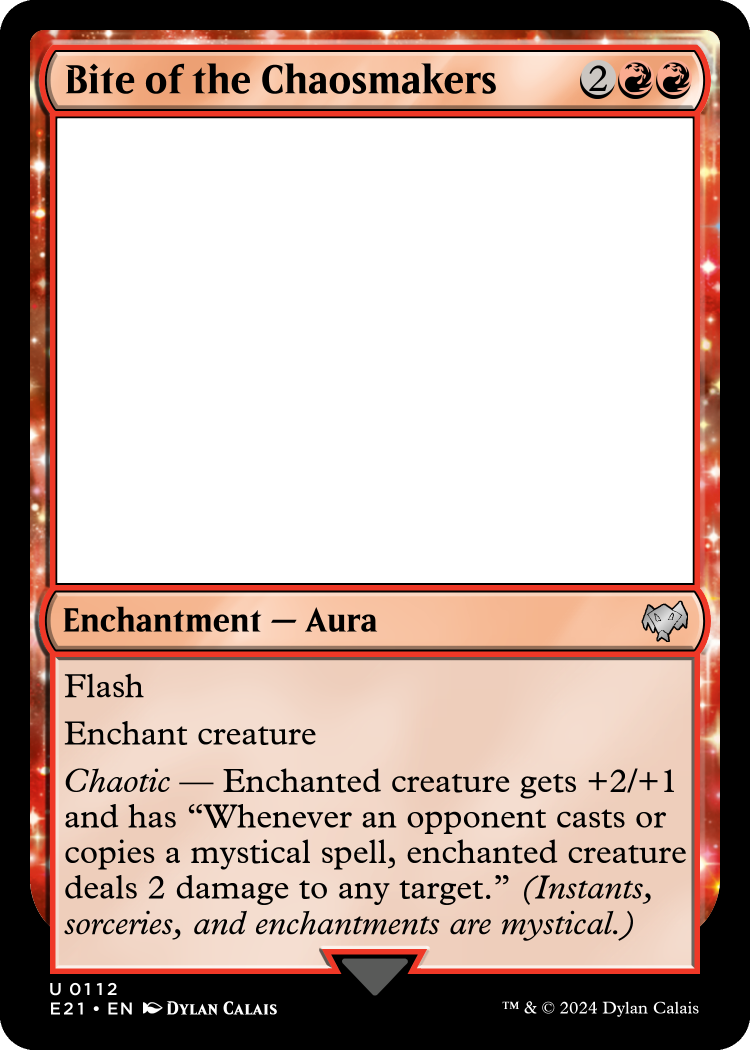 Bite of the Chaosmakers 2
Enchantment — Aura
Flash
Enchant creature
Chaotic — Enchanted creature gets +2/+1
and has “Whenever an opponent casts or
copies a mystical spell, enchanted creature
deals 2 damage to any target.” (Instants,
sorceries, and enchantments are mystical.)
U 0112
E21 • EN Dylan Calais
™ & © 2024 Dylan Calais